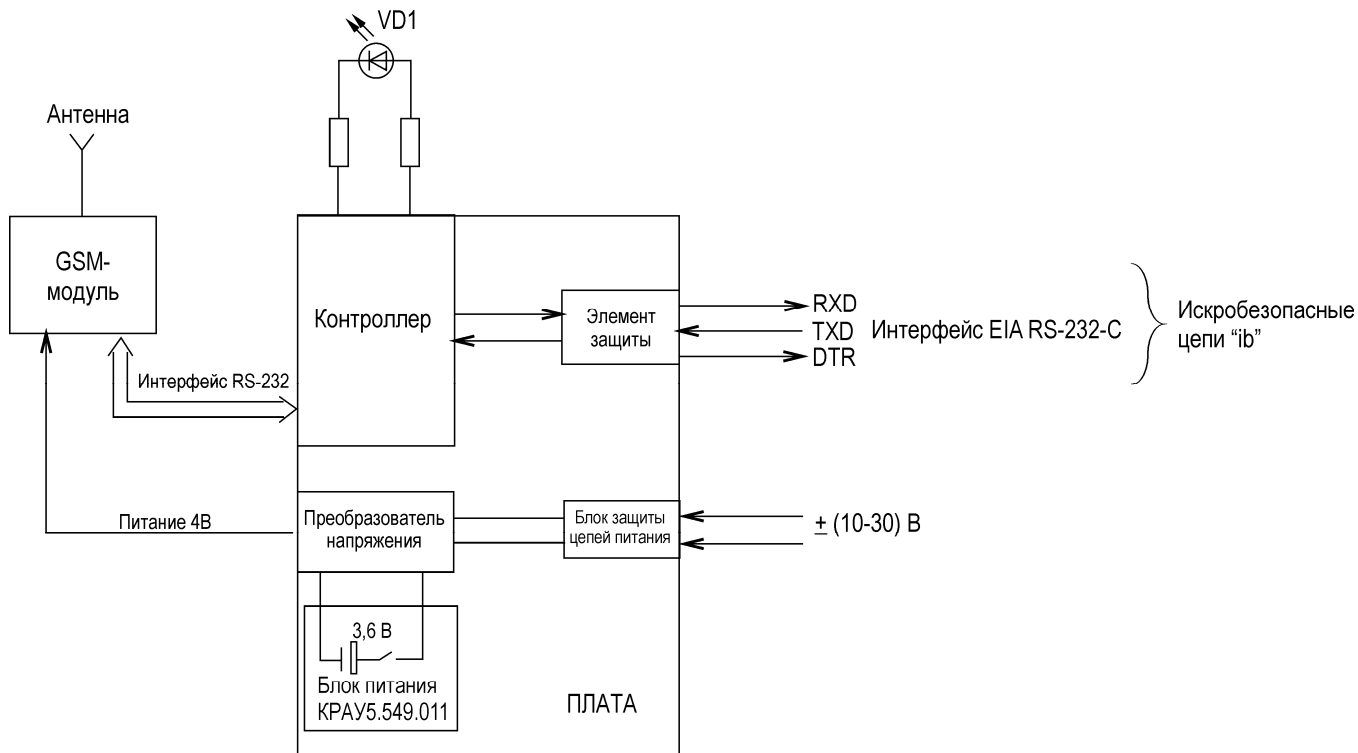 VD1
Антенна
GSM-
модуль
Контроллер
Элемент
защиты
RXD
TXD
DTR
Интерфейс EIA RS-232-C
Искробезопасные
цепи “ib”
Интерфейс RS-232
Питание 4В
Преобразователь
напряжения
Блок защиты
цепей питания
± (10-30) В
3,6 В
Блок питания
КРАУ5.549.011
ПЛАТА